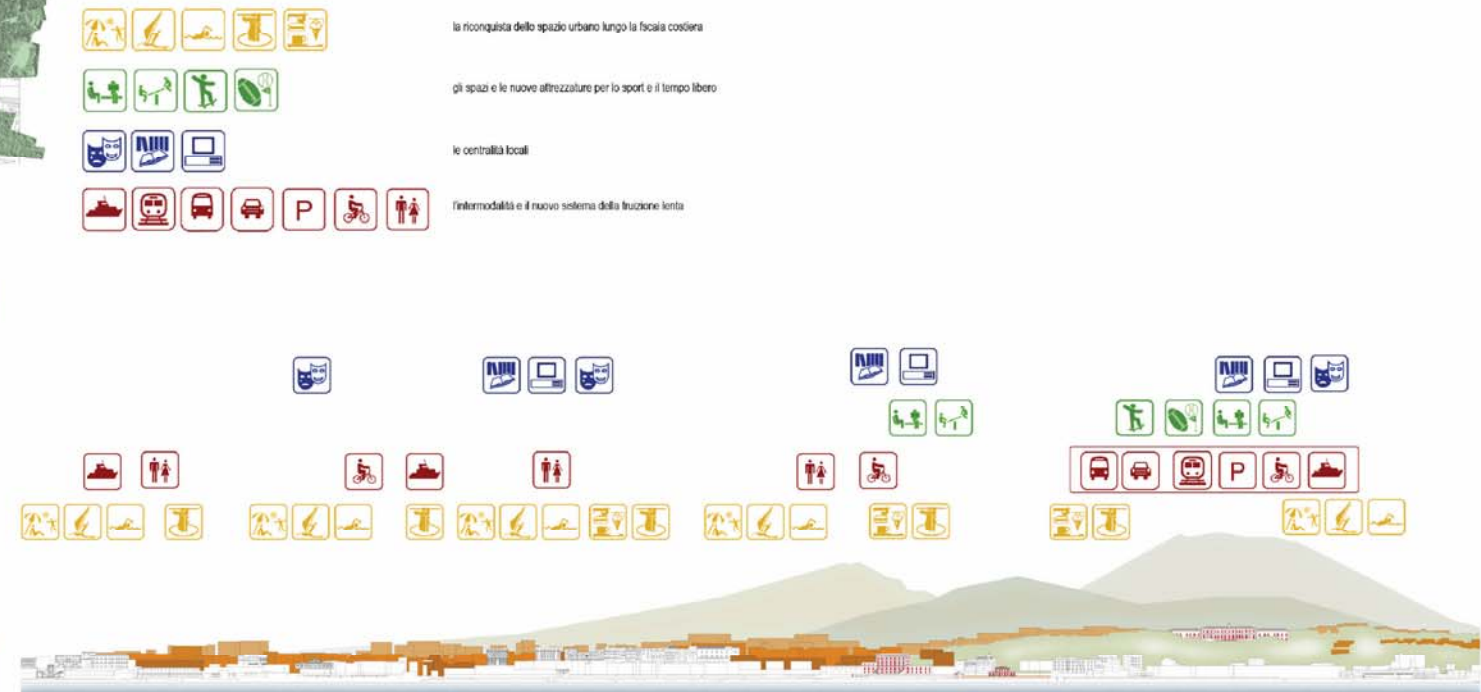 la riconquista dello spazio urbano lungo la fscaia costiera
gli spazi e le nuove attrezzature per lo sport e il tempo libero
le centralità locali
P
l'intermodalità e il nuovo sistema della fruizione lenta
P